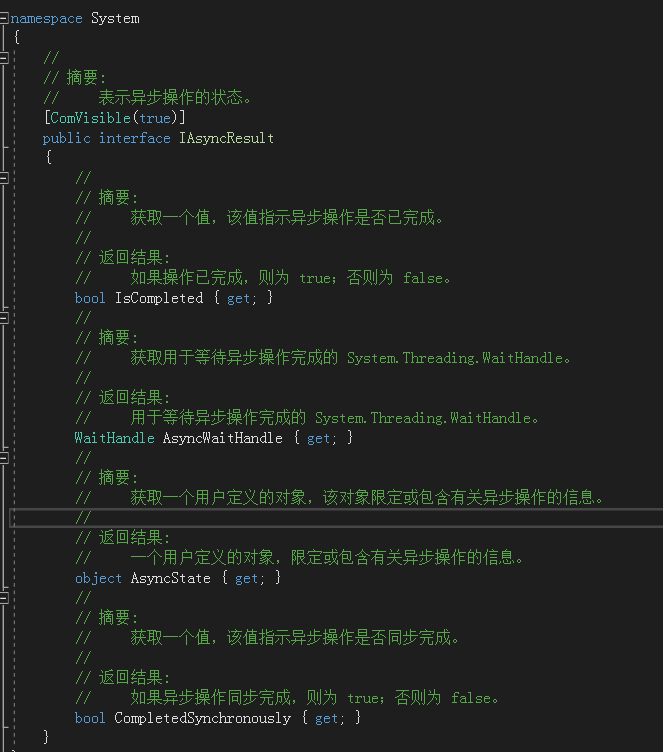 namespace System
{
//
// 摘要:
//     表示异步操作的状态。
[ComVisible(true)]
public interface IAsyncResult
{
//
// 摘要:
//     获取一个值，该值指示异步操作是否已完成。
//
// 返回结果:
//     如果操作已完成，则为 true；否则为 false。
bool IsCompleted { get; }
//
// 摘要:
//     获取用于等待异步操作完成的 System.Threading.WaitHandle。
//
// 返回结果:
//     用于等待异步操作完成的 System.Threading.WaitHandle。
WaitHandle AsyncWaitHandle { get; }
//
// 摘要:
//     获取一个用户定义的对象，该对象限定或包含有关异步操作的信息。
//
// 返回结果:
//     一个用户定义的对象，限定或包含有关异步操作的信息。
object AsyncState { get; }
//
// 摘要:
//     获取一个值，该值指示异步操作是否同步完成。
//
// 返回结果:
//     如果异步操作同步完成，则为 true；否则为 false。
bool CompletedSynchronously { get; }
}